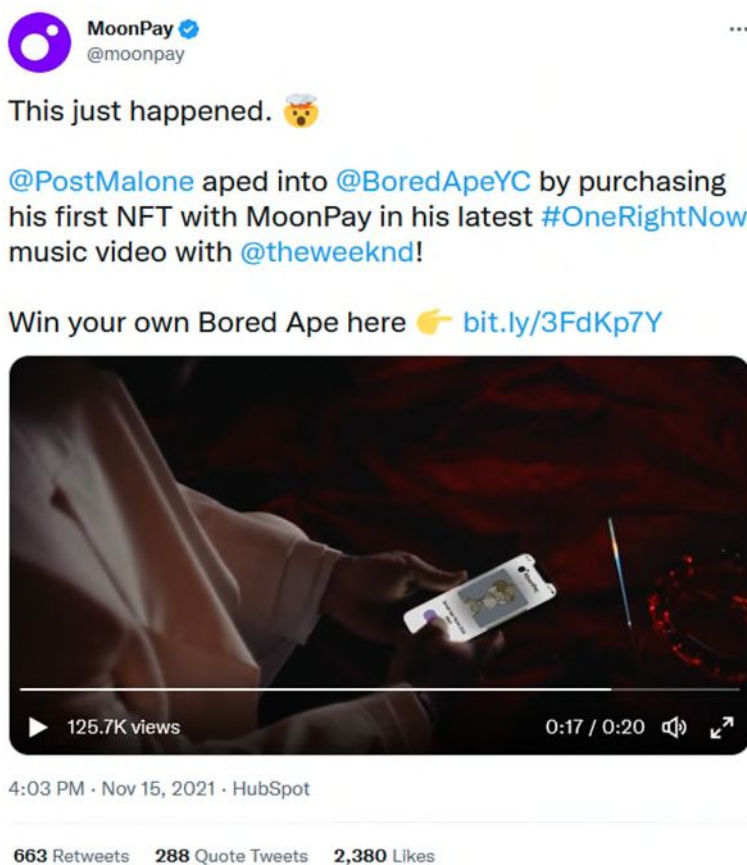 MoonPay
@moonpay
This just happened. 🤯
@PostMalone aped into @BoredApeYC by purchasing
his first NFT with MoonPay in his latest #OneRightNow
music video with @theweeknd!
Win your own Bored Ape here 👉 bit.ly/3FdKp7Y
MoonPay
125.7K views
0:17 / 0:20
4:03 PM · Nov 15, 2021 · HubSpot
663 Retweets 288 Quote Tweets 2,380 Likes